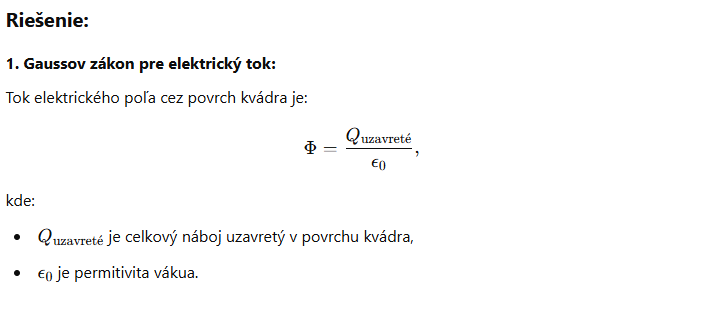 Riešenie:
1. Gaussov zákon pre elektrický tok:
Tok elektrického poľa cez povrch kvádra je:
Φ = Q_uzavreté / ϵ_0,
kde:
• Q_uzavreté je celkový náboj uzavretý v povrchu kvádra,
• ϵ_0 je permitivita vákua.